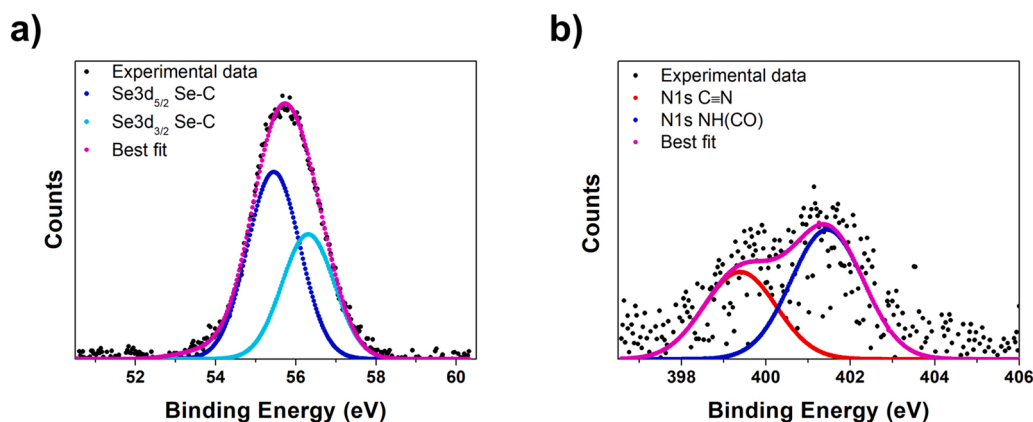 a)
Experimental data
Se3d5/2 Se-C
Se3d3/2 Se-C
Best fit
Counts
52 54 56 58 60
Binding Energy (eV)
b)
Experimental data
N1s C≡N
N1s NH(CO)
Best fit
Counts
398 400 402 404 406
Binding Energy (eV)